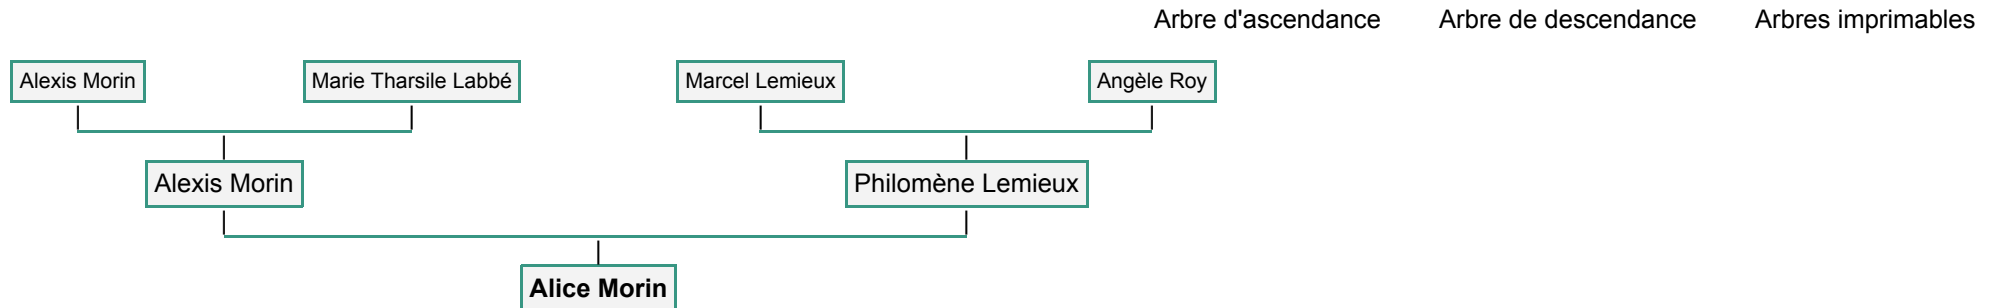 Arbre d'ascendance Arbre de descendance Arbres imprimables
Alexis Morin Marie Tharsile Labbé Marcel Lemieux Angèle Roy
Alexis Morin Philomène Lemieux
Alice Morin